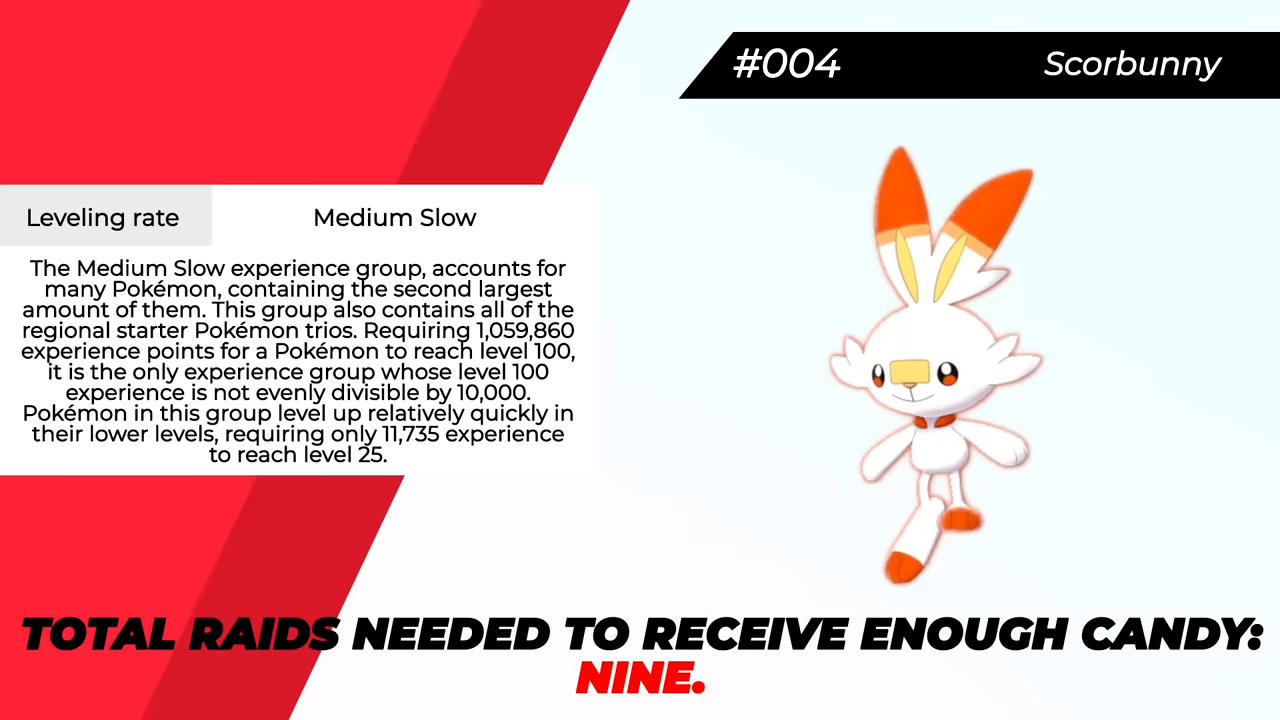 #004 Scorbunny
Leveling rate Medium Slow
The Medium Slow experience group, accounts for
many Pokémon, containing the second largest
amount of them. This group also contains all of the
regional starter Pokémon trios. Requiring 1,059,860
experience points for a Pokémon to reach level 100,
it is the only experience group whose level 100
experience is not evenly divisible by 10,000.
Pokémon in this group level up relatively quickly in
their lower levels, requiring only 11,735 experience
to reach level 25.
TOTAL RAIDS NEEDED TO RECEIVE ENOUGH CANDY:
NINE.